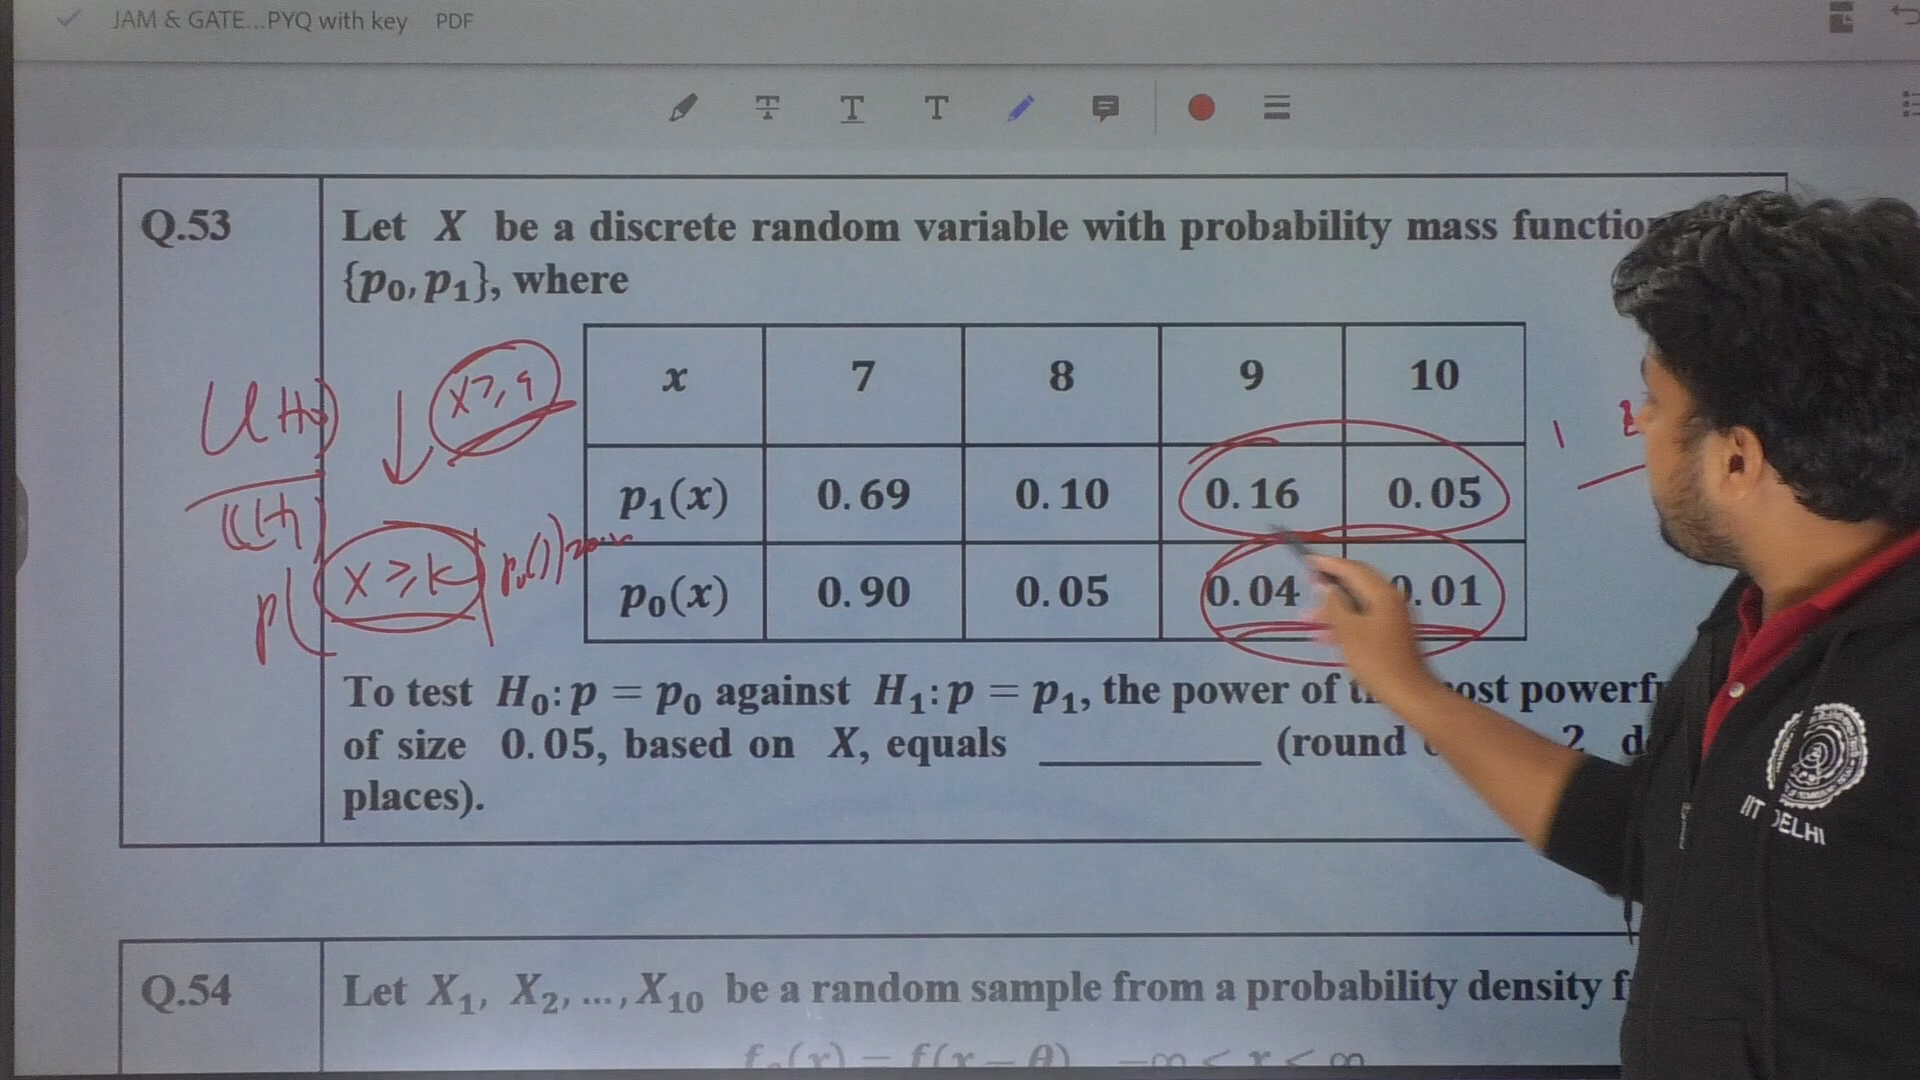 JAM & GATE...PYQ with key PDF
Q.53
Let X be a discrete random variable with probability mass functio
{p₀, p₁}, where
x 7 8 9 10
p₁(x) 0.69 0.10 0.16 0.05
p₀(x) 0.90 0.05 0.04 0.01
X ≥ 9
X ≥ K
To test H₀: p = p₀ against H₁: p = p₁, the power of ost powerf
of size 0.05, based on X, equals ________ (round 2 d
places).
IIT DELHI
Q.54
Let X₁, X₂, ..., X₁₀ be a random sample from a probability density f
f (x) = f(x − θ) −∞ < x < ∞